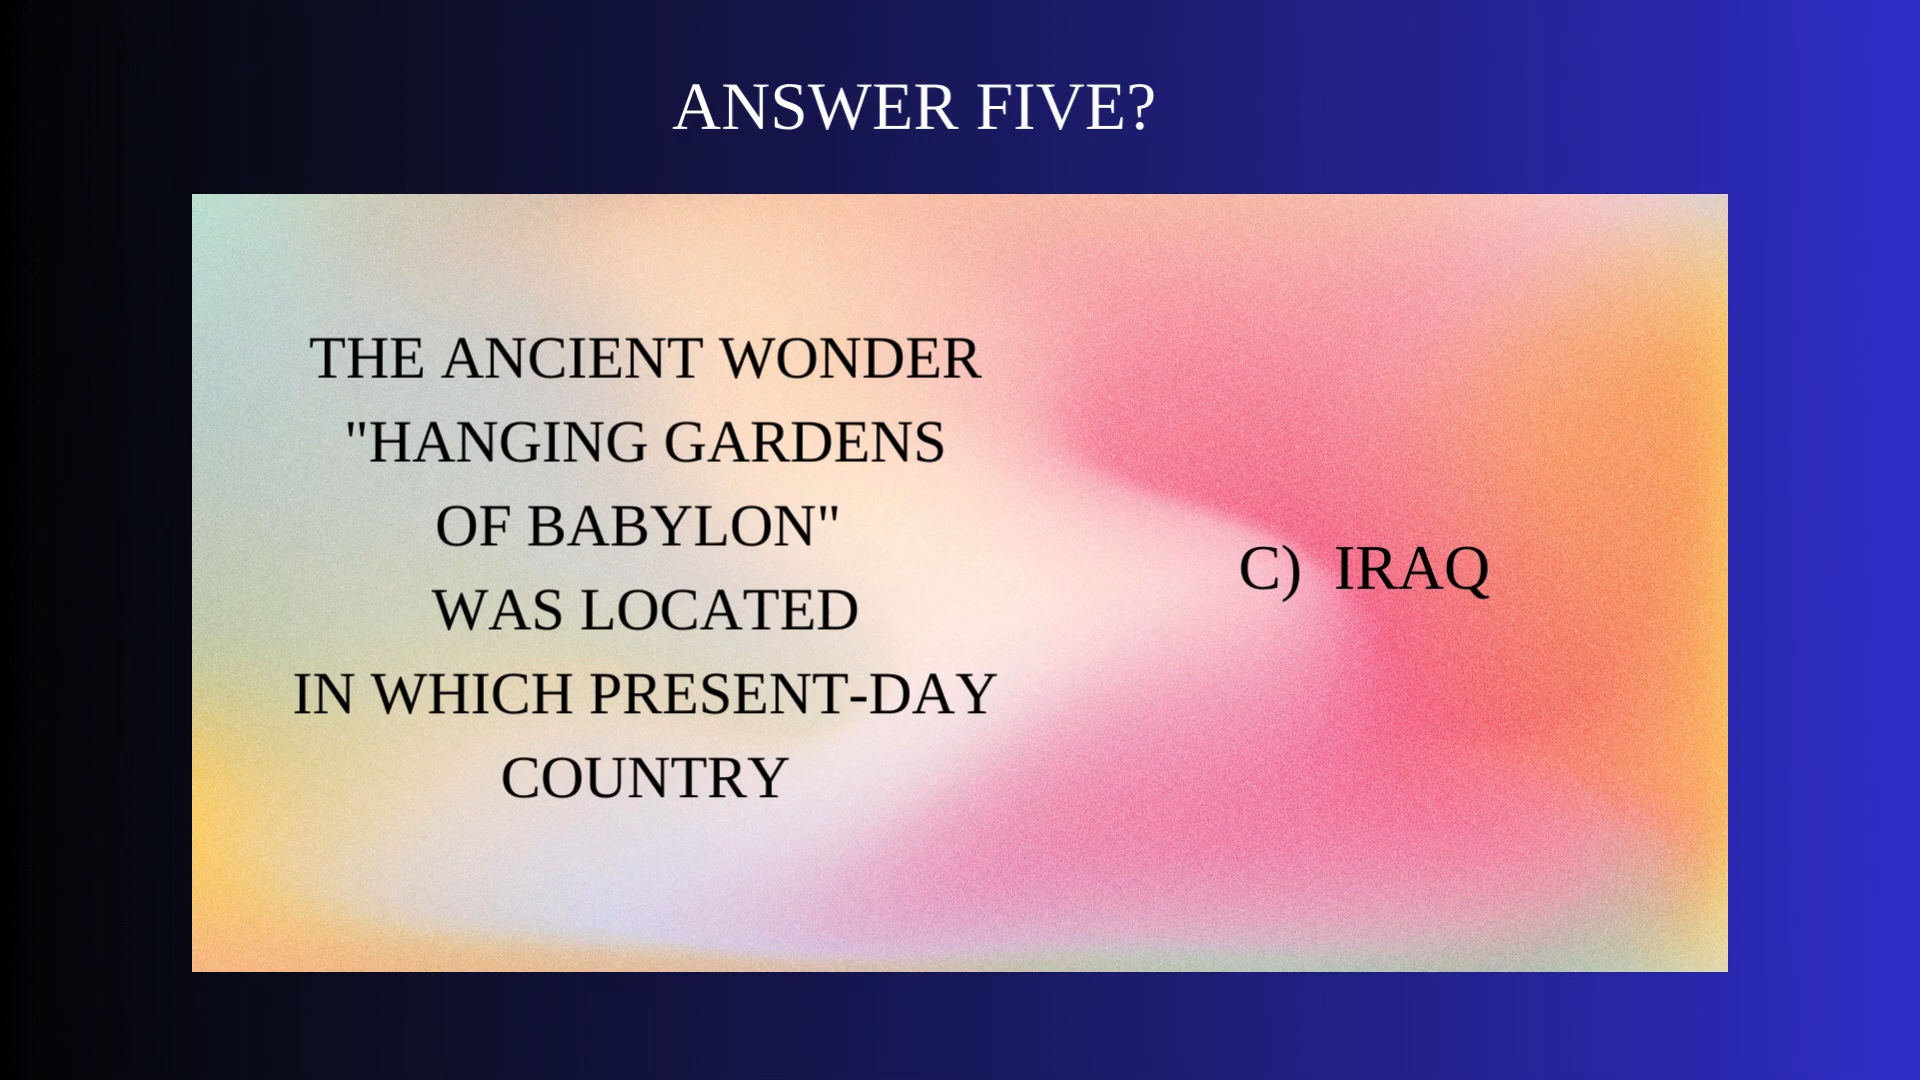 ANSWER FIVE?
THE ANCIENT WONDER
"HANGING GARDENS
OF BABYLON"
WAS LOCATED
IN WHICH PRESENT-DAY
COUNTRY
C) IRAQ